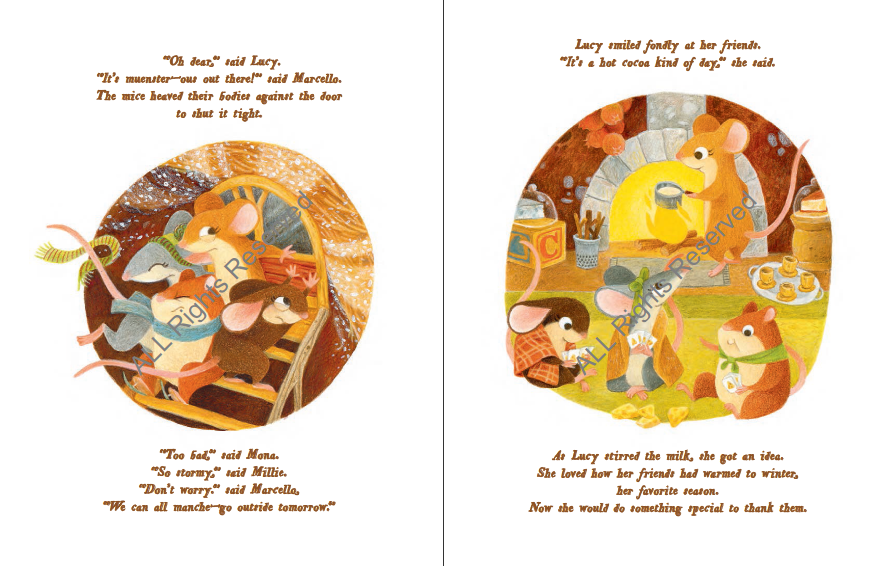 "Oh dear," said Lucy.
"It's muenster—ous out there!" said Marcello.
The mice heaved their bodies against the door
to shut it tight.
ALL Rights Reserved
"Too bad," said Mona.
"So stormy," said Millie.
"Don't worry." said Marcello,
"We can all manche—go outside tomorrow."
Lucy smiled fondly at her friends.
"It's a hot cocoa kind of day," she said.
C
ALL Rights Reserved
As Lucy stirred the milk, she got an idea.
She loved how her friends had warmed to winter,
her favorite season.
Now she would do something special to thank them.